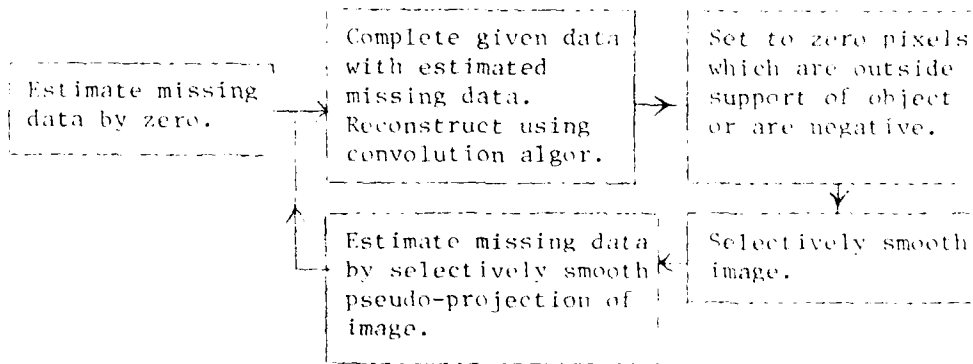 Estimate missing
data by zero.
Complete given data
with estimated
missing data.
Reconstruct using
convolution algor.
Set to zero pixels
which are outside
support of object
or are negative.
Selectively smooth
image.
Estimate missing data
by selectively smooth
pseudo-projection of
image.